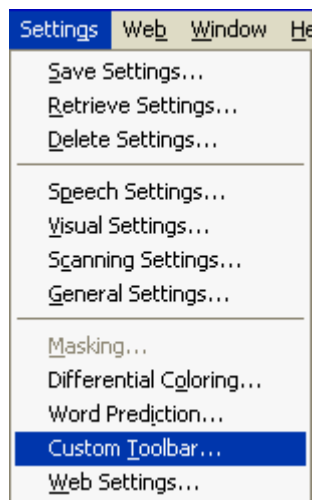 Settings Web Window He
Save Settings...
Retrieve Settings...
Delete Settings...
Speech Settings...
Visual Settings...
Scanning Settings...
General Settings...
Masking...
Differential Coloring...
Word Prediction...
Custom Toolbar...
Web Settings...